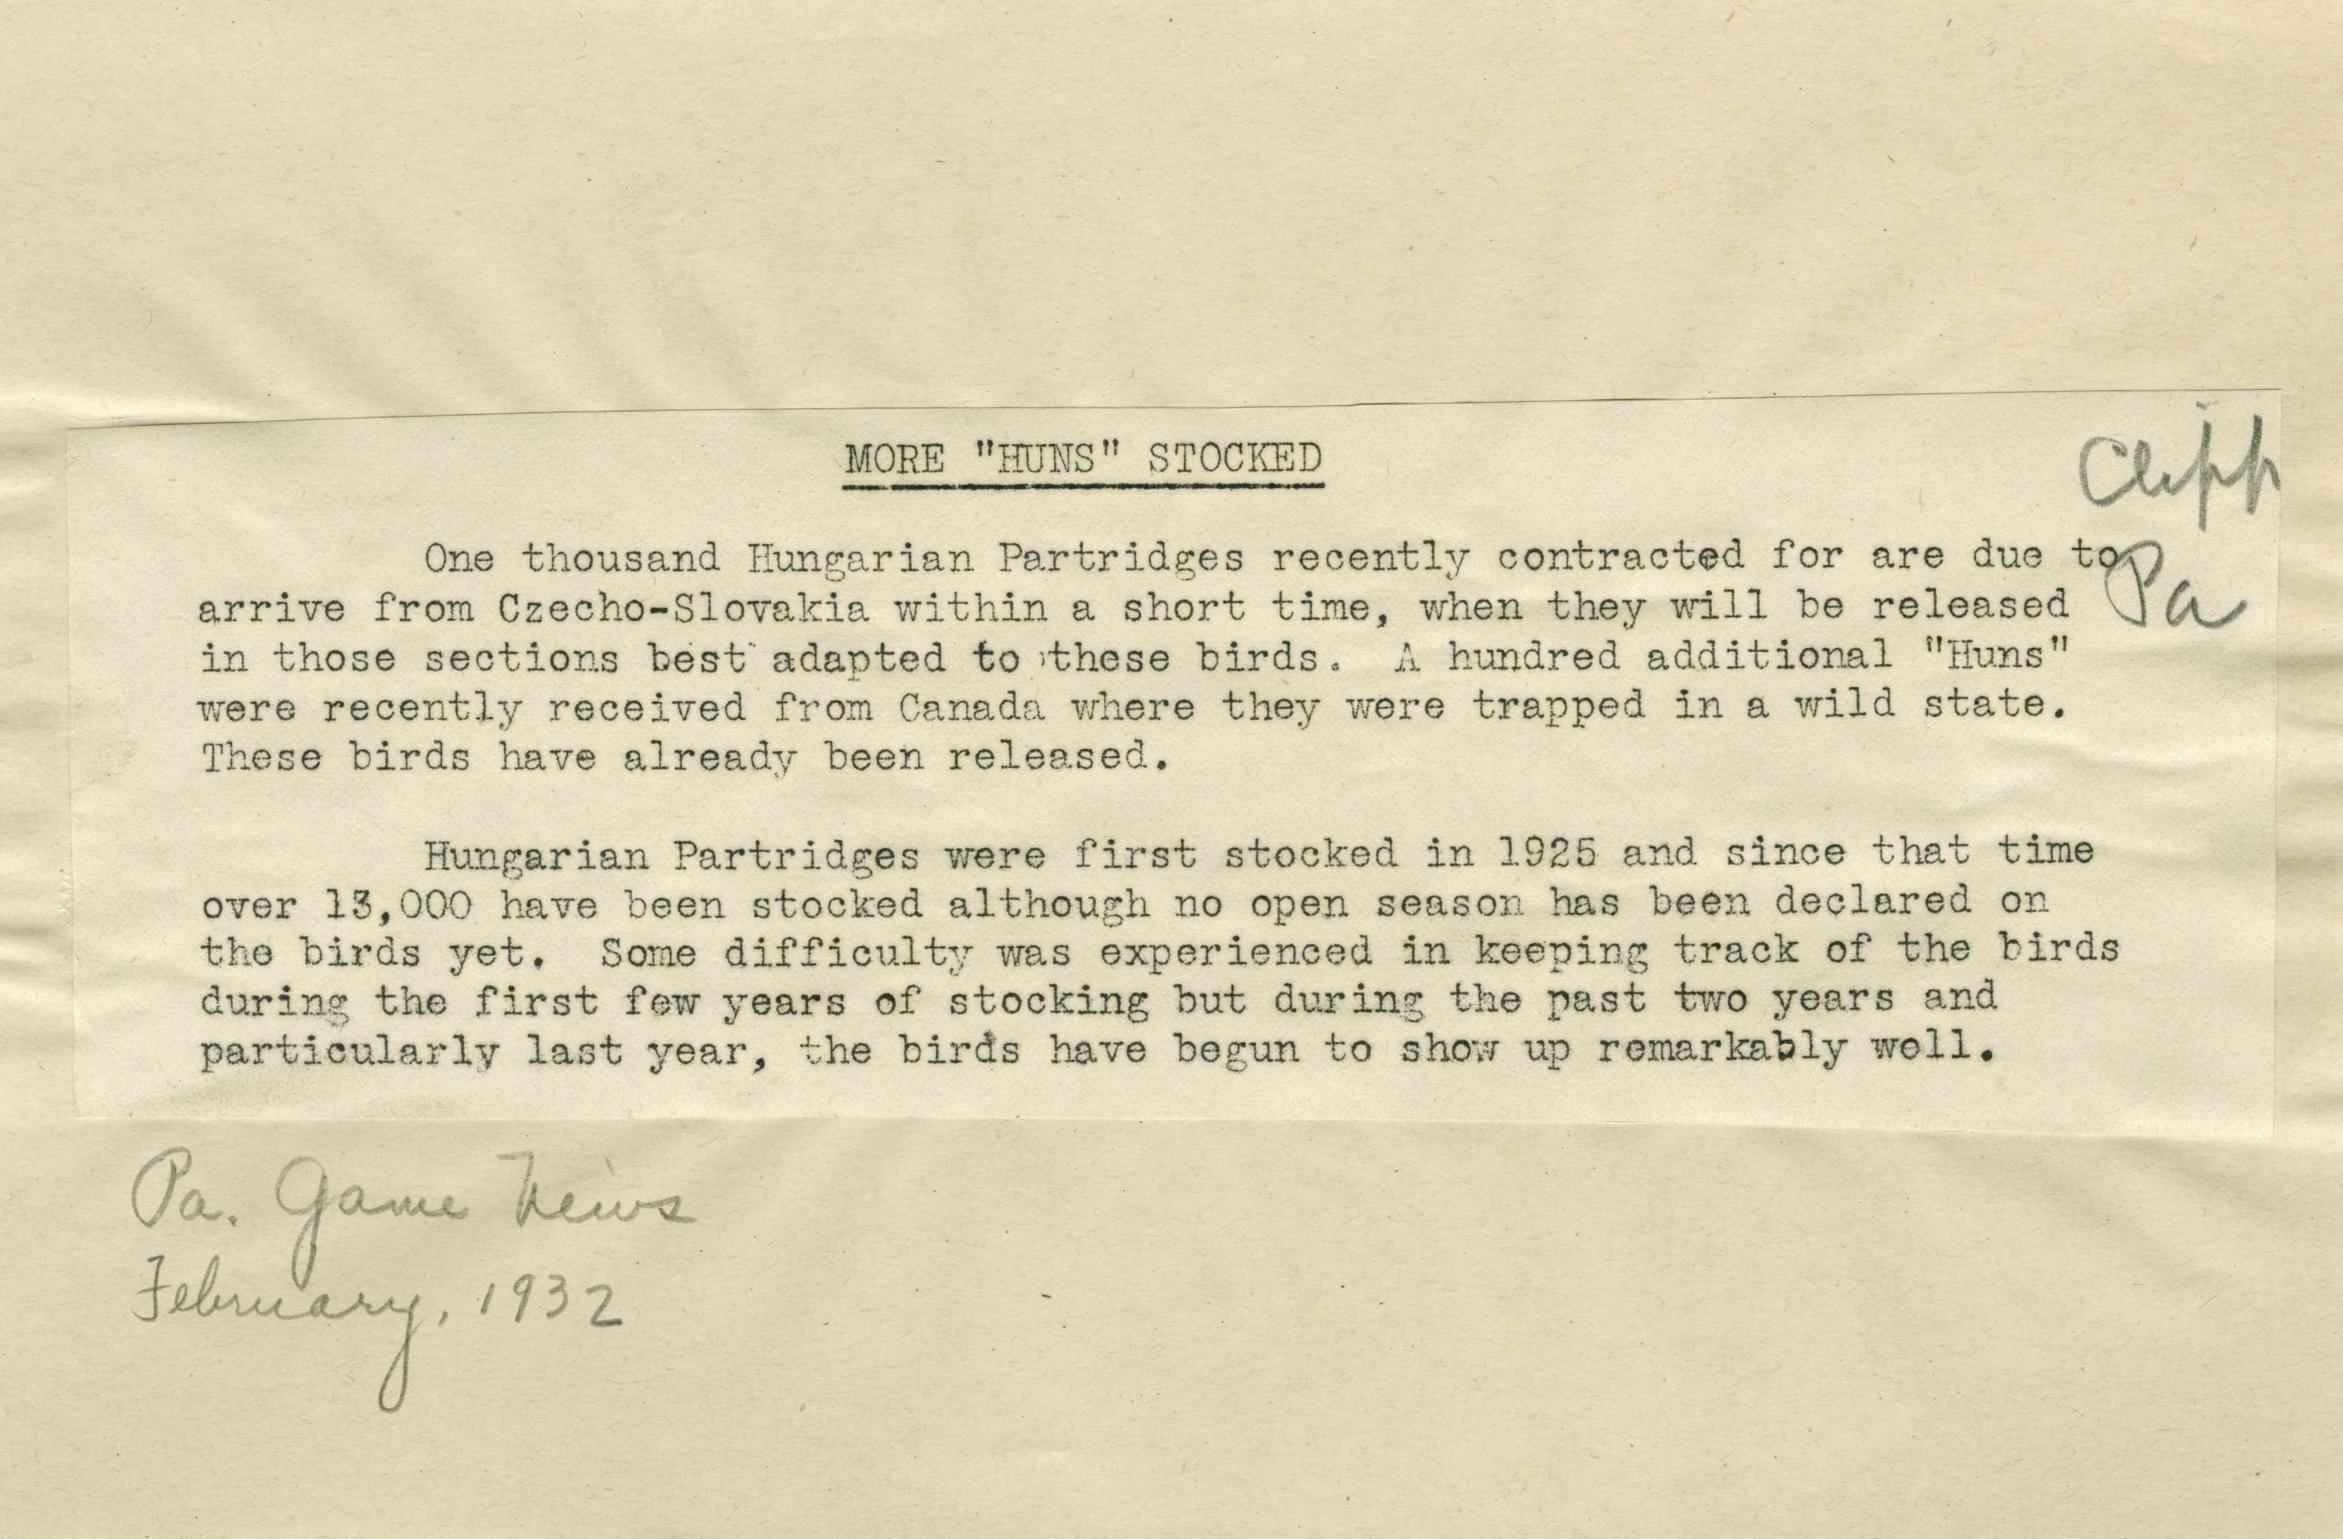 MORE "HUNS" STOCKED
Clipp
Pa
One thousand Hungarian Partridges recently contracted for are due to
arrive from Czecho-Slovakia within a short time, when they will be released
in those sections best adapted to these birds. A hundred additional "Huns"
were recently received from Canada where they were trapped in a wild state.
These birds have already been released.
Hungarian Partridges were first stocked in 1925 and since that time
over 13,000 have been stocked although no open season has been declared on
the birds yet. Some difficulty was experienced in keeping track of the birds
during the first few years of stocking but during the past two years and
particularly last year, the birds have begun to show up remarkably well.
Pa. Game News
February, 1932